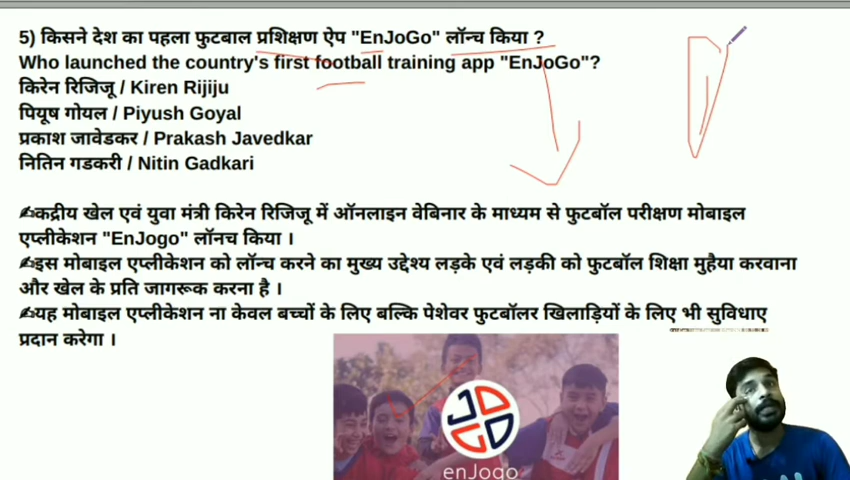 5) किसने देश का पहला फुटबाल प्रशिक्षण ऐप "EnJoGo" लॉन्च किया ?
Who launched the country's first football training app "EnJoGo"?
किरेन रिजिजू / Kiren Rijiju
पियूष गोयल / Piyush Goyal
प्रकाश जावेडकर / Prakash Javedkar
नितिन गडकरी / Nitin Gadkari
✍कद्रीय खेल एवं युवा मंत्री किरेन रिजिजू में ऑनलाइन वेबिनार के माध्यम से फुटबॉल परीक्षण मोबाइल
एप्लीकेशन "EnJogo" लॉनच किया ।
✍इस मोबाइल एप्लीकेशन को लॉन्च करने का मुख्य उद्देश्य लड़के एवं लड़की को फुटबॉल शिक्षा मुहैया करवाना
और खेल के प्रति जागरूक करना है ।
✍यह मोबाइल एप्लीकेशन ना केवल बच्चों के लिए बल्कि पेशेवर फुटबॉलर खिलाड़ियों के लिए भी सुविधाए
प्रदान करेगा ।
enJogo